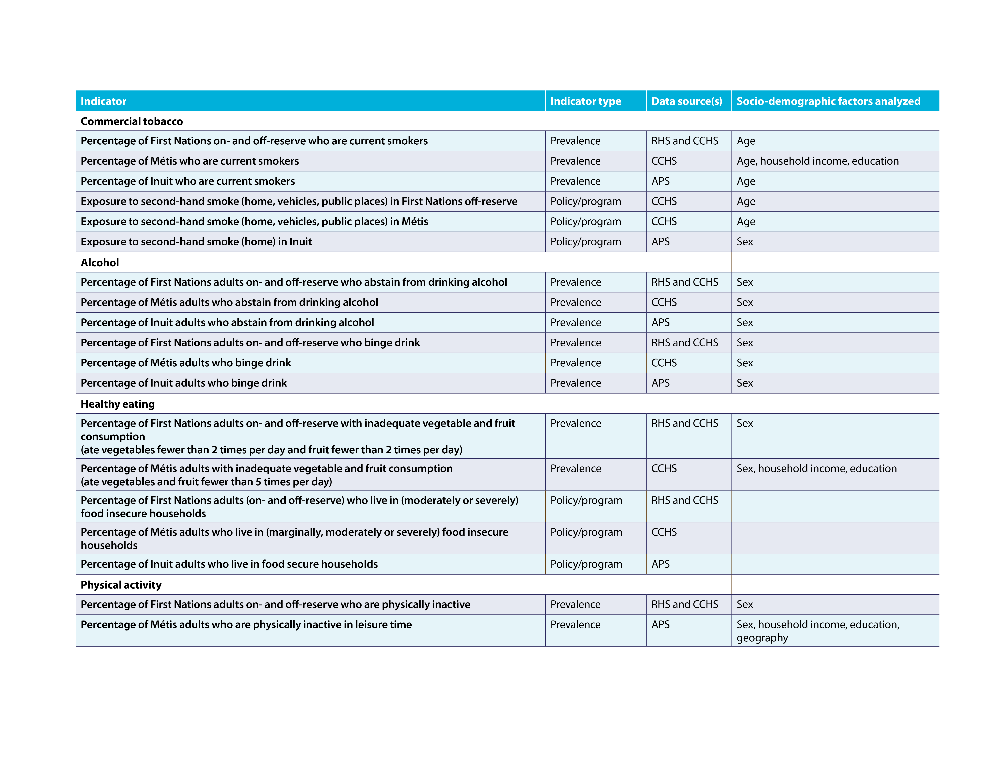 Indicator Indicator type Data source(s) Socio-demographic factors analyzed
Commercial tobacco
Percentage of First Nations on- and off-reserve who are current smokers Prevalence RHS and CCHS Age
Percentage of Métis who are current smokers Prevalence CCHS Age, household income, education
Percentage of Inuit who are current smokers Prevalence APS Age
Exposure to second-hand smoke (home, vehicles, public places) in First Nations off-reserve Policy/program CCHS Age
Exposure to second-hand smoke (home, vehicles, public places) in Métis Policy/program CCHS Age
Exposure to second-hand smoke (home) in Inuit Policy/program APS Sex
Alcohol
Percentage of First Nations adults on- and off-reserve who abstain from drinking alcohol Prevalence RHS and CCHS Sex
Percentage of Métis adults who abstain from drinking alcohol Prevalence CCHS Sex
Percentage of Inuit adults who abstain from drinking alcohol Prevalence APS Sex
Percentage of First Nations adults on- and off-reserve who binge drink Prevalence RHS and CCHS Sex
Percentage of Métis adults who binge drink Prevalence CCHS Sex
Percentage of Inuit adults who binge drink Prevalence APS Sex
Healthy eating
Percentage of First Nations adults on- and off-reserve with inadequate vegetable and fruit Prevalence RHS and CCHS Sex
consumption
(ate vegetables fewer than 2 times per day and fruit fewer than 2 times per day)
Percentage of Métis adults with inadequate vegetable and fruit consumption Prevalence CCHS Sex, household income, education
(ate vegetables and fruit fewer than 5 times per day)
Percentage of First Nations adults (on- and off-reserve) who live in (moderately or severely) Policy/program RHS and CCHS
food insecure households
Percentage of Métis adults who live in (marginally, moderately or severely) food insecure Policy/program CCHS
households
Percentage of Inuit adults who live in food secure households Policy/program APS
Physical activity
Percentage of First Nations adults on- and off-reserve who are physically inactive Prevalence RHS and CCHS Sex
Percentage of Métis adults who are physically inactive in leisure time Prevalence APS Sex, household income, education,
geography